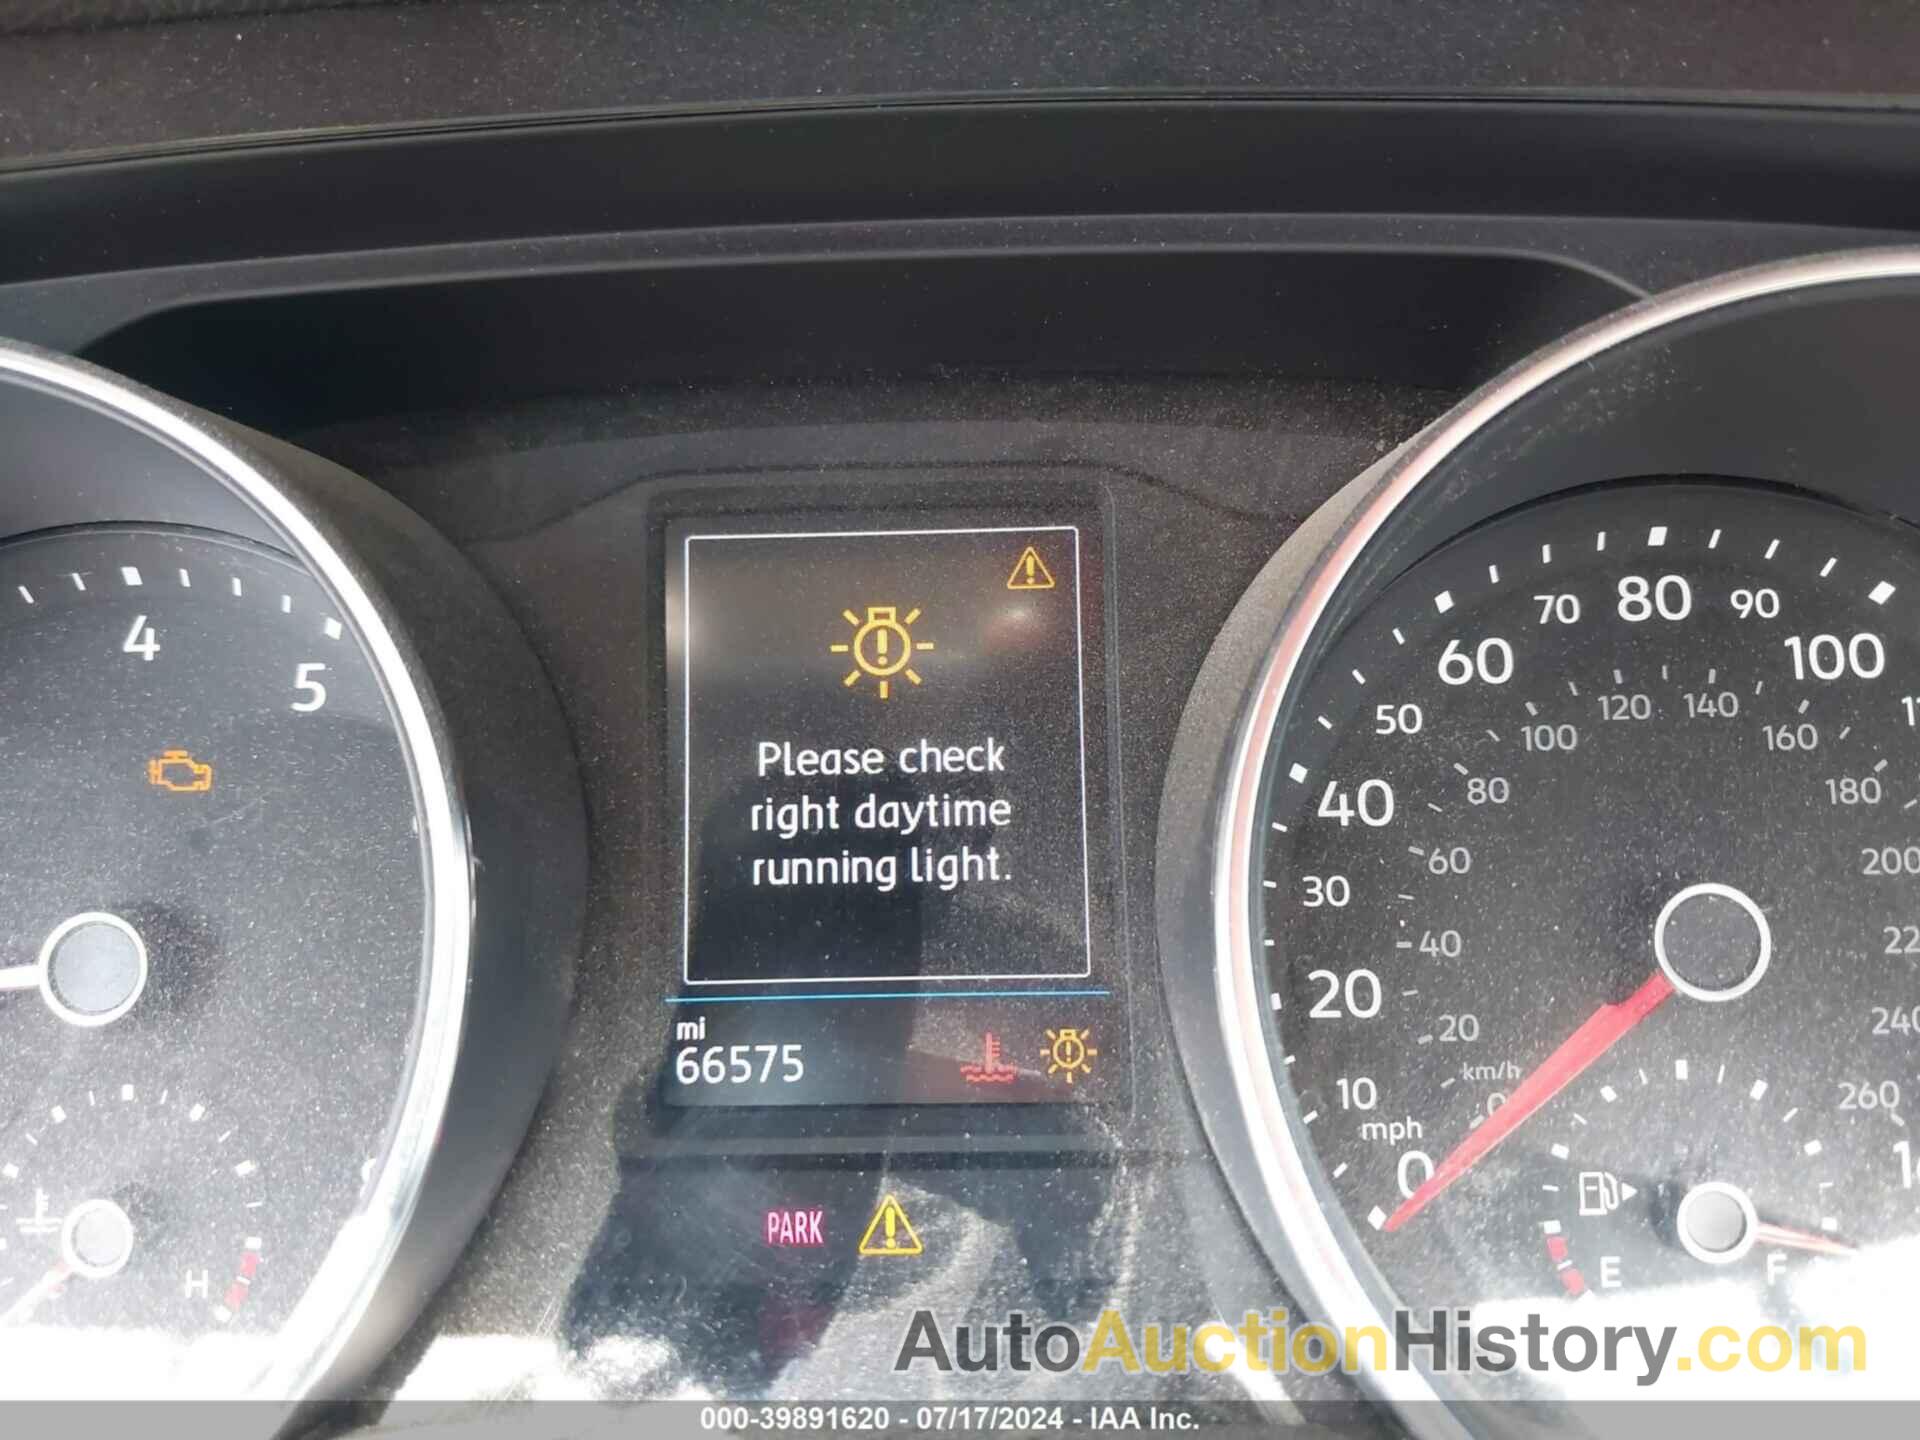 4
5
H
Please check
right daytime
running light.
mi
66575
PARK
0
10
20
30
40
50
60
70
80
90
100
mph
km/h
0
20
40
60
80
100
120
140
160
180
200
240
260
E
F
AutoAuctionHistory.com
000-39891620 - 07/17/2024 - IAA Inc.